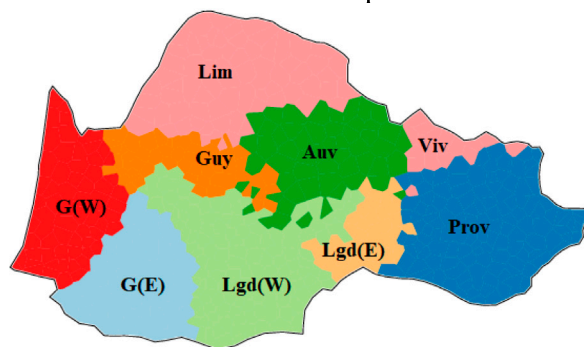 Lim
Viv
Guy
Auv
G(W)
Prov
Lgd(E)
G(E)
Lgd(W)